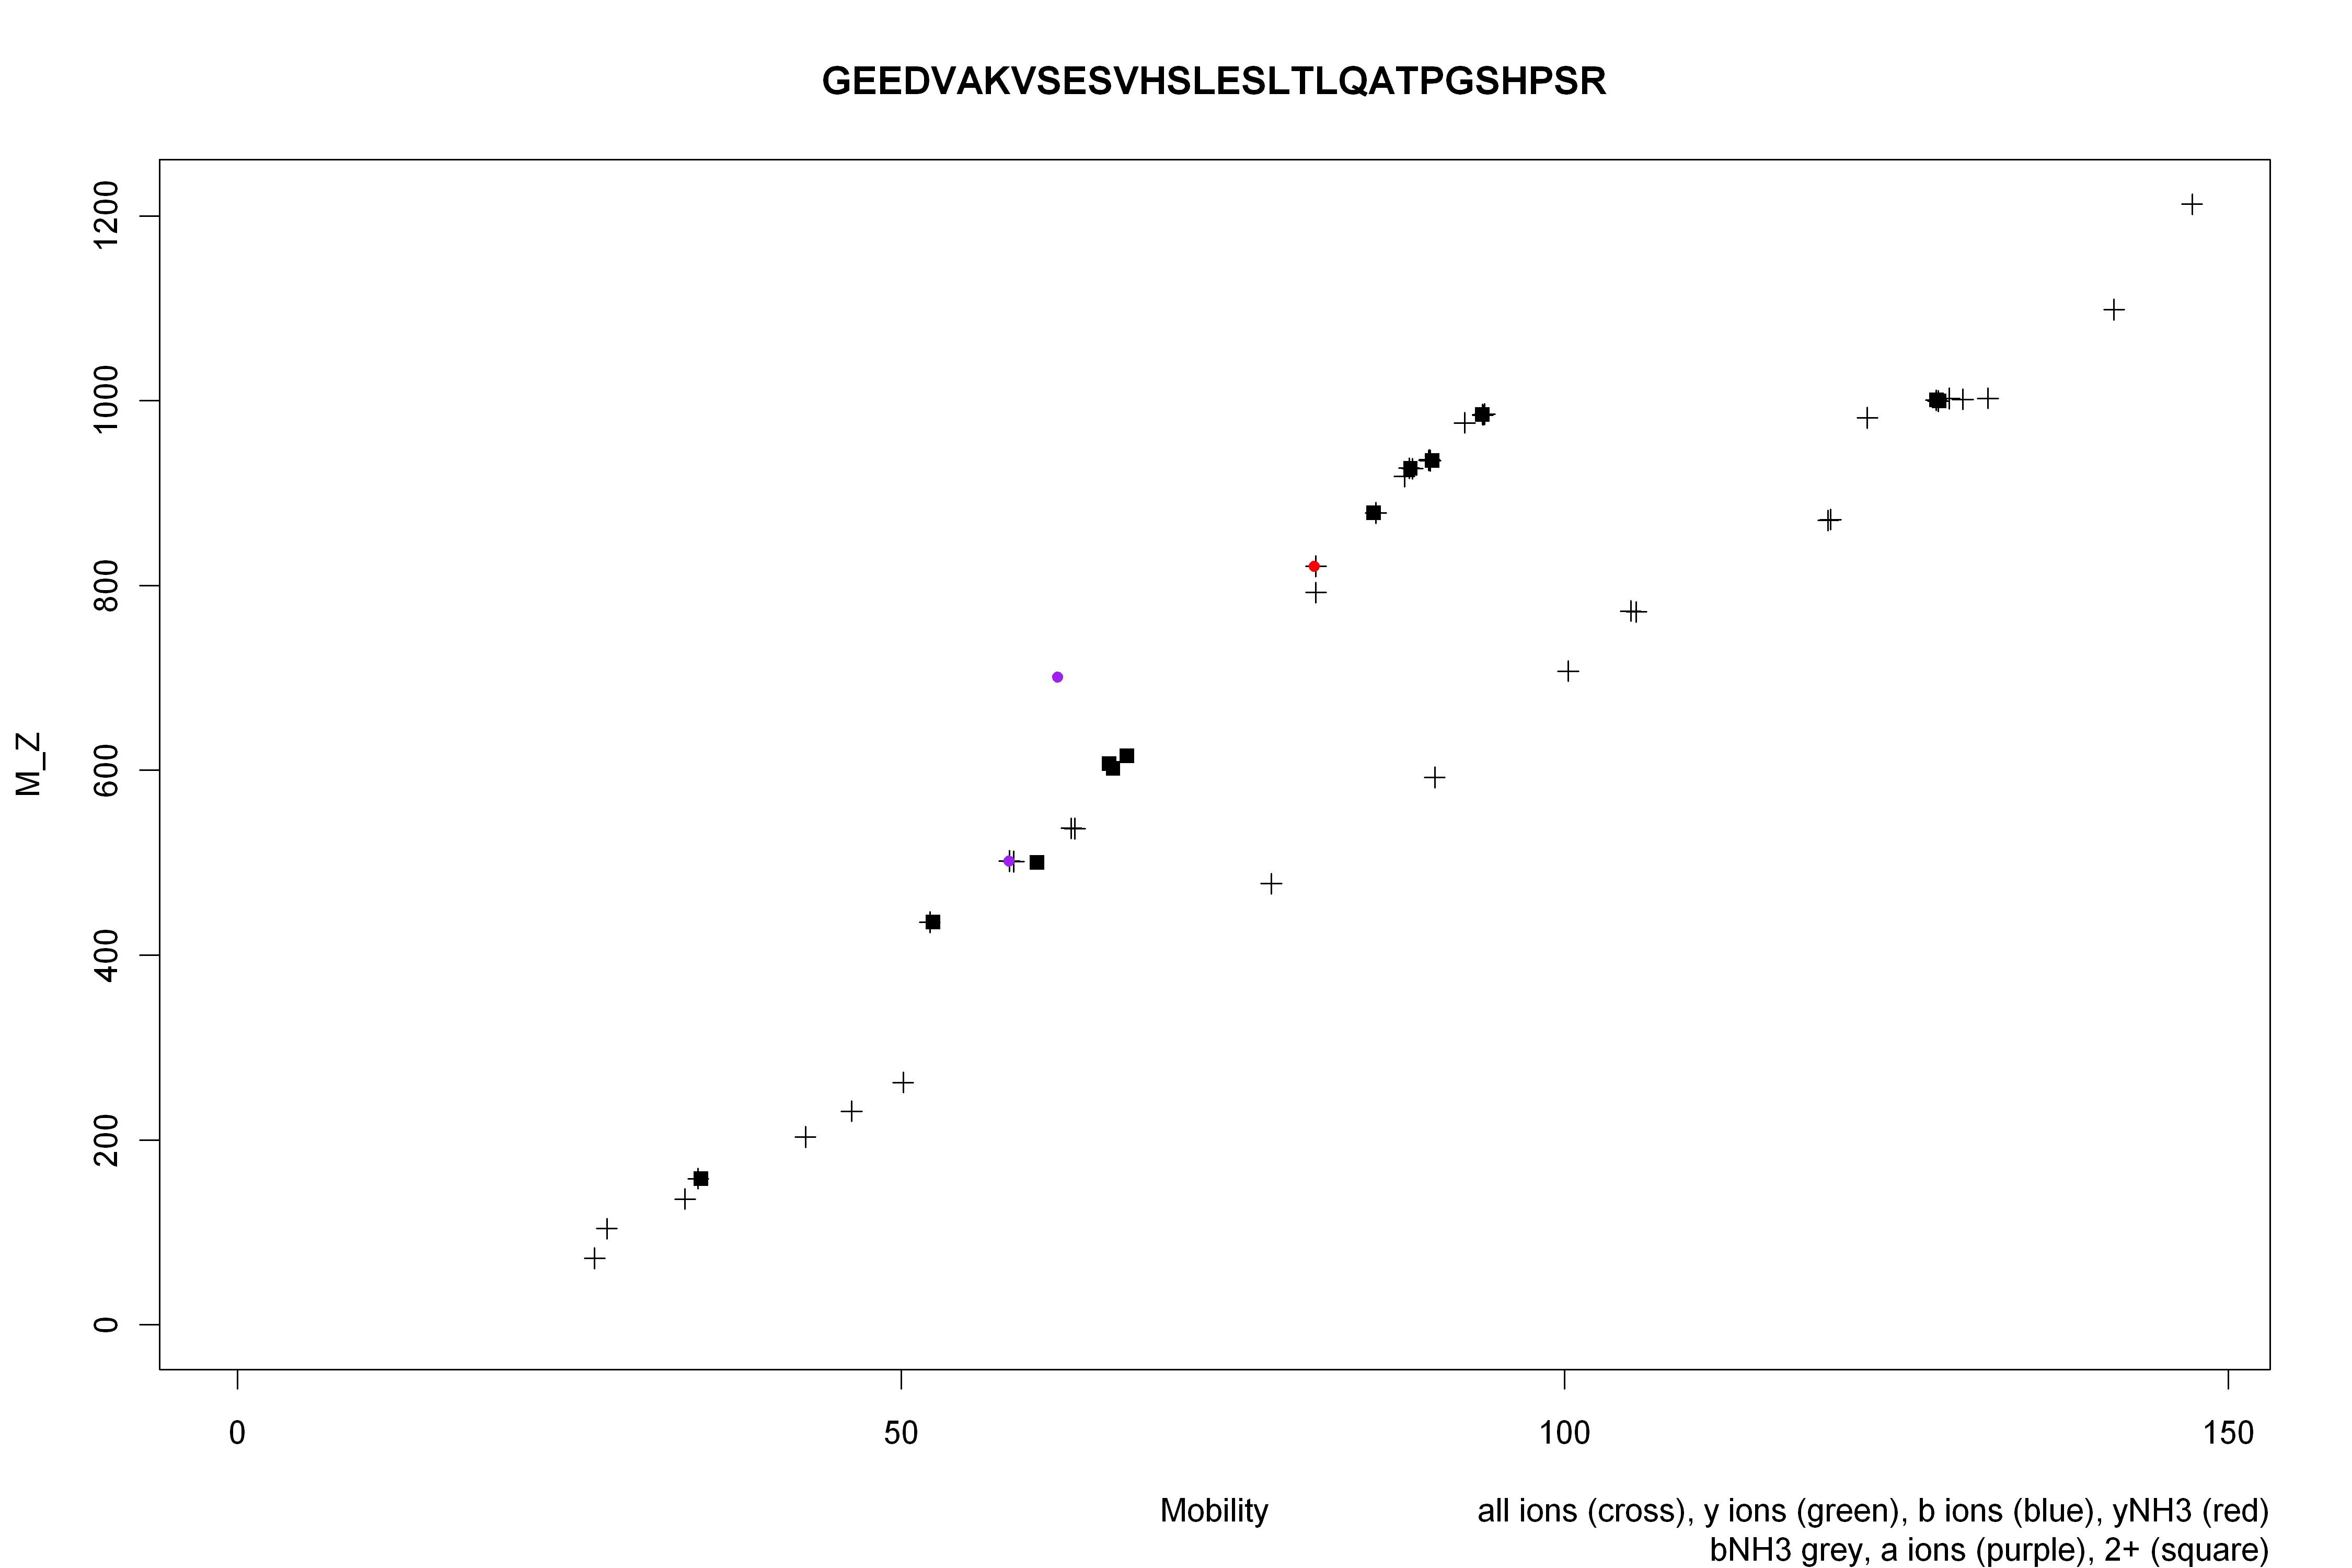 GEEDVAKVSESVHSLESLTLQATPGSHPSR
M_Z
1200
1000
800
600
400
200
0
0 50 100 150
Mobility
all ions (cross), y ions (green), b ions (blue), yNH3 (red)
bNH3 grey, a ions (purple), 2+ (square)